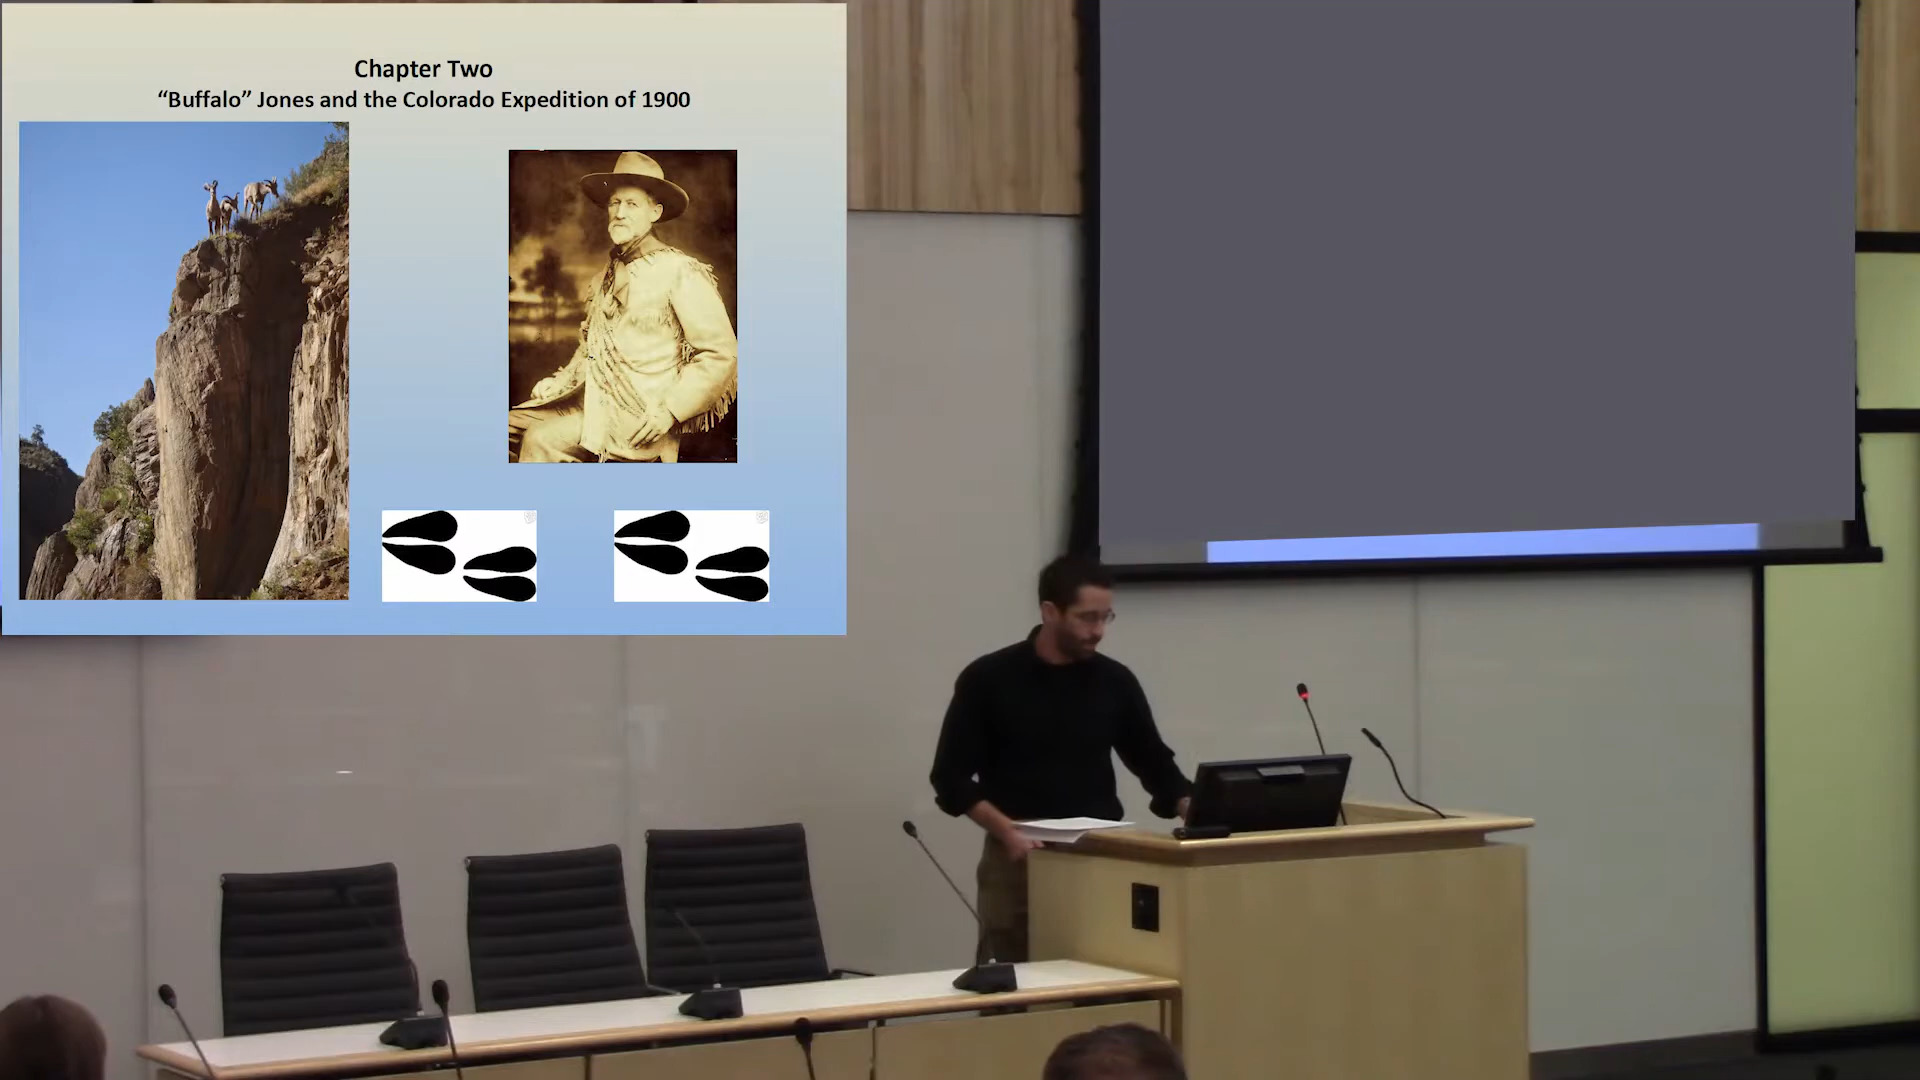 Chapter Two
“Buffalo” Jones and the Colorado Expedition of 1900